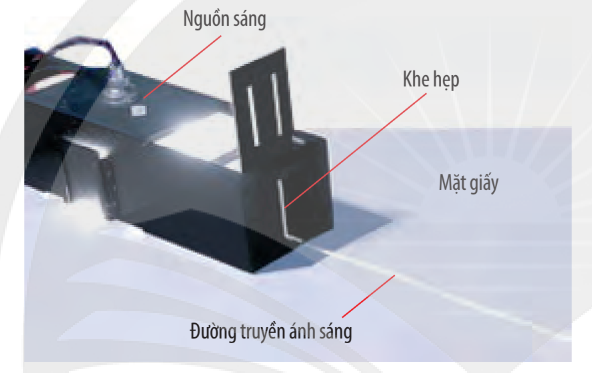 Nguồn sáng
Khe hẹp
Mặt giấy
Đường truyền ánh sáng